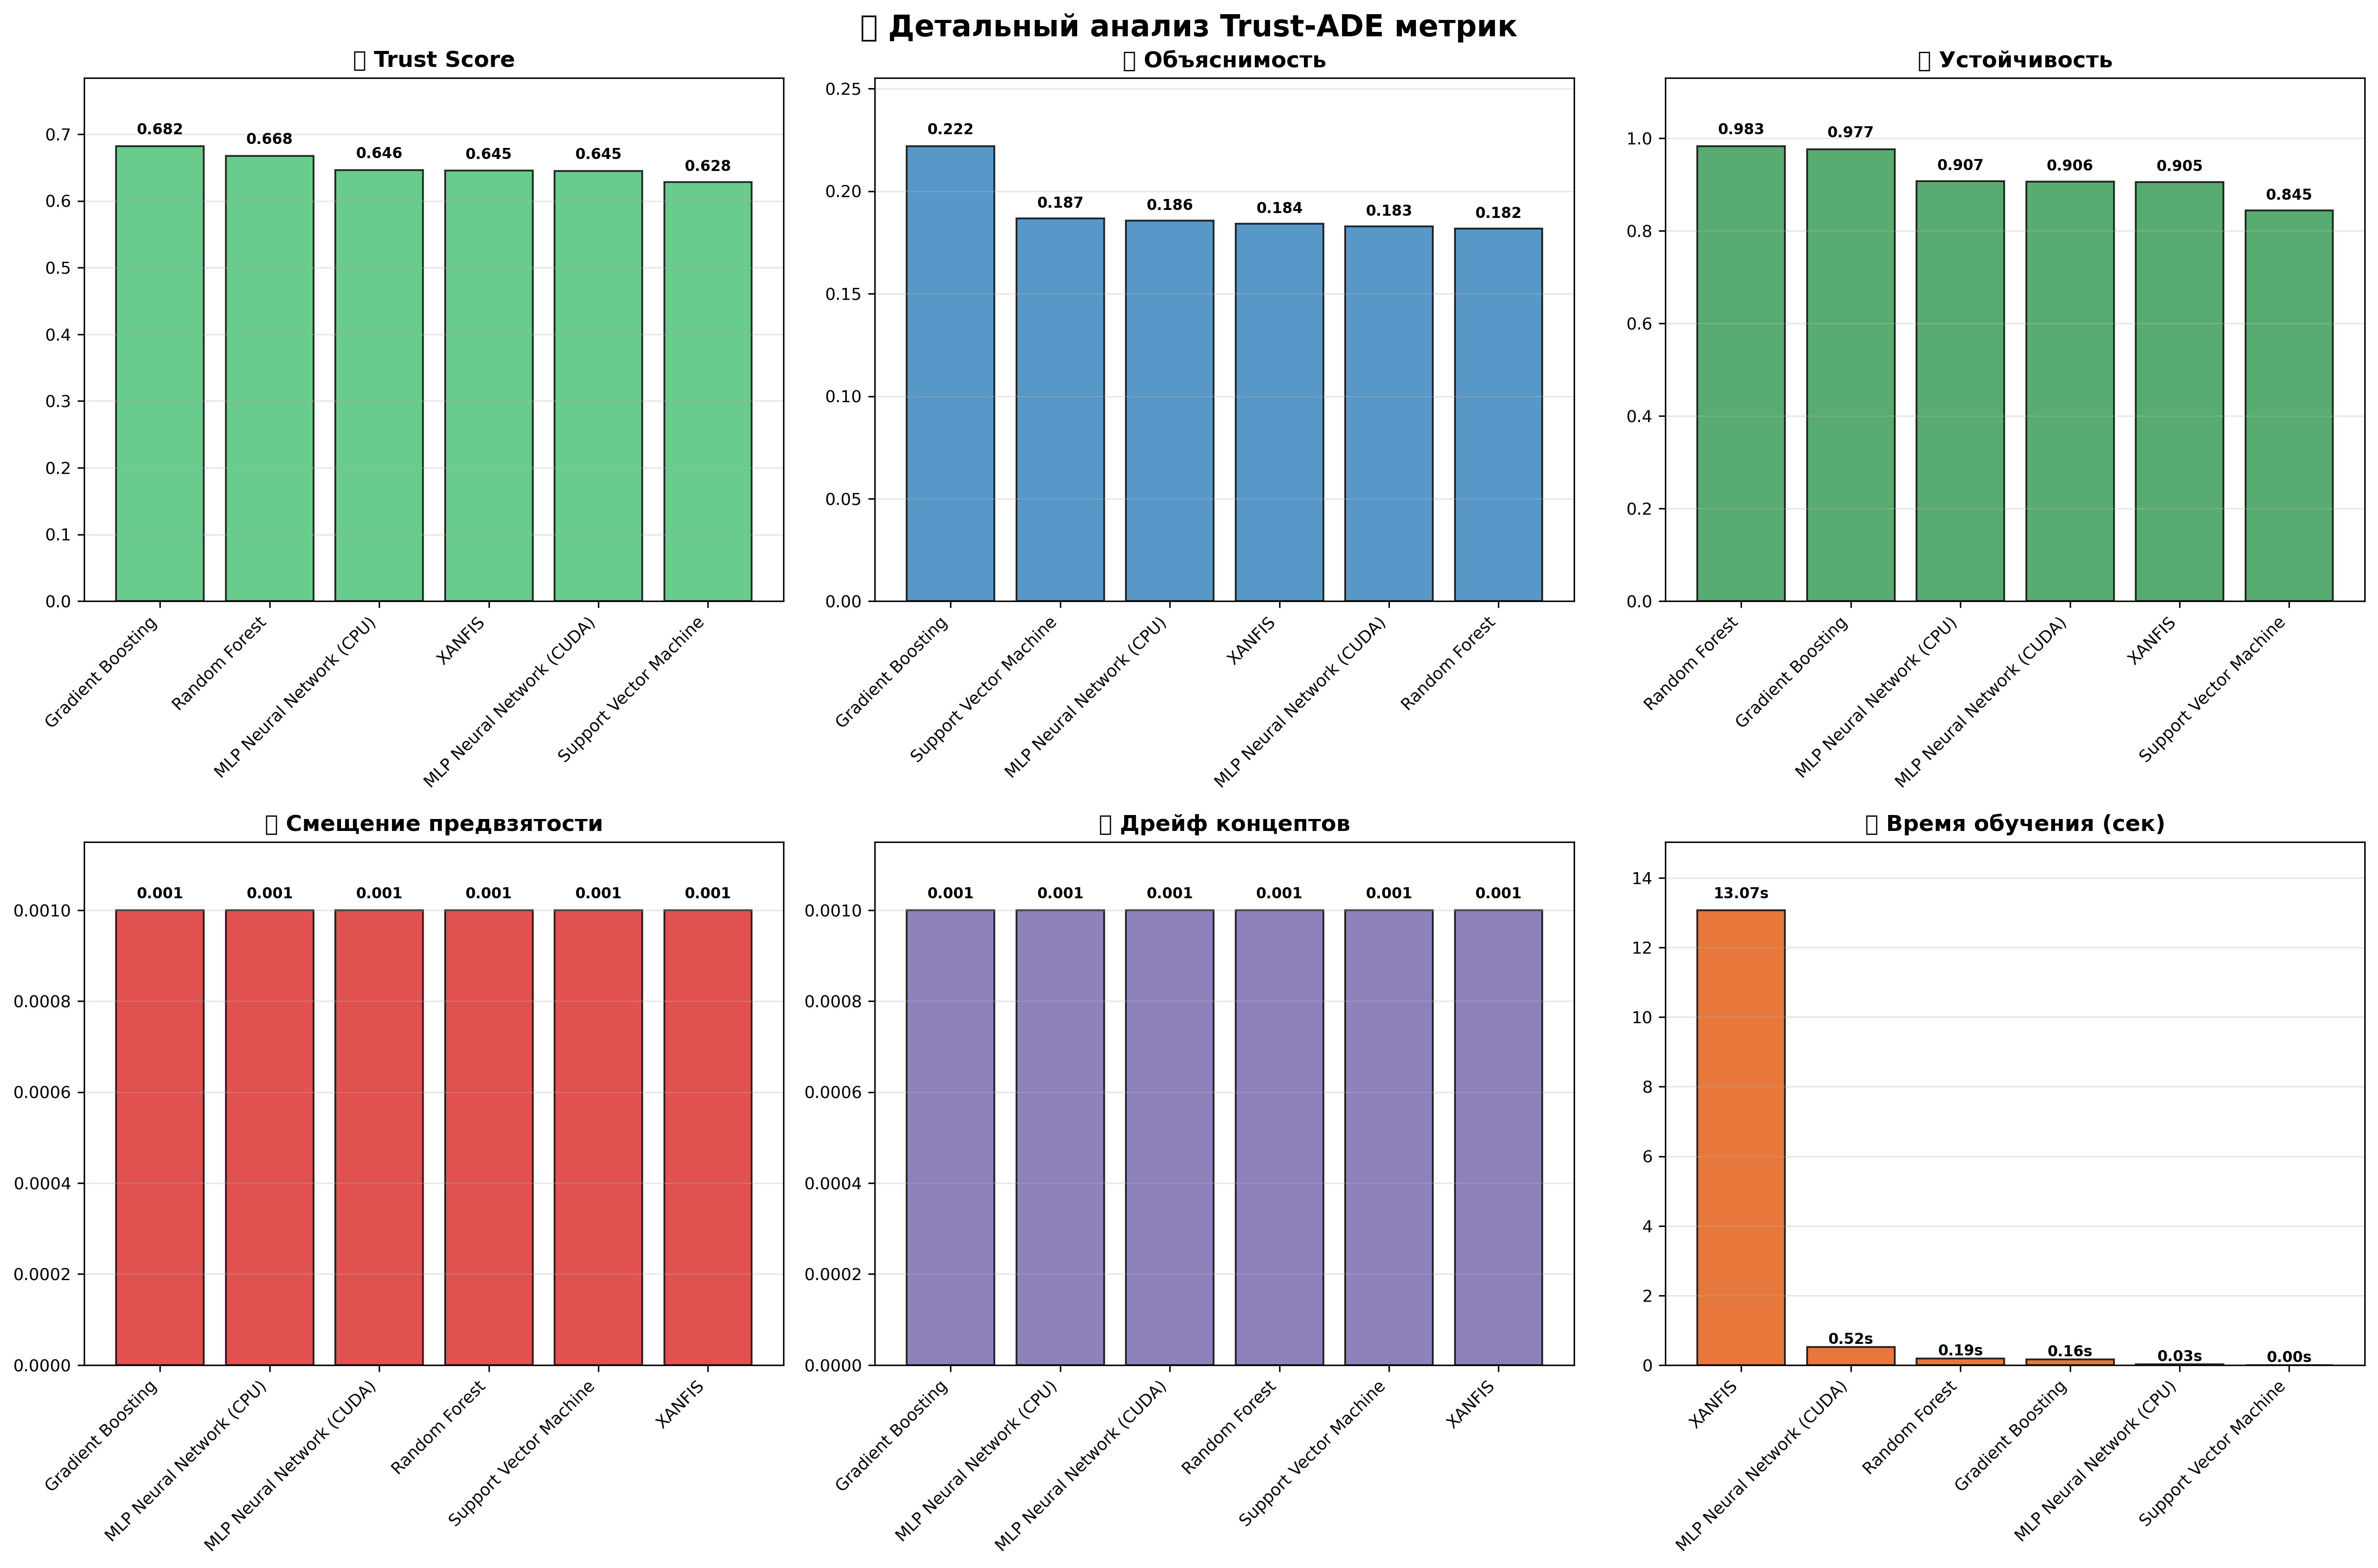 Детальный анализ Trust-ADE метрик
Trust Score
0.7
0.6
0.5
0.4
0.3
0.2
0.1
0.0
0.682
0.668
0.646
0.645
0.645
0.628
Gradient Boosting
Random Forest
MLP Neural Network (CPU)
XANFIS
MLP Neural Network (CUDA)
Support Vector Machine
Объяснимость
0.25
0.20
0.15
0.10
0.05
0.00
0.222
0.187
0.186
0.184
0.183
0.182
Gradient Boosting
Support Vector Machine
MLP Neural Network (CPU)
XANFIS
MLP Neural Network (CUDA)
Random Forest
Устойчивость
1.0
0.8
0.6
0.4
0.2
0.0
0.983
0.977
0.907
0.906
0.905
0.845
Random Forest
Gradient Boosting
MLP Neural Network (CPU)
MLP Neural Network (CUDA)
XANFIS
Support Vector Machine
Смещение предвзятости
0.0010
0.0008
0.0006
0.0004
0.0002
0.0000
0.001
0.001
0.001
0.001
0.001
0.001
Gradient Boosting
MLP Neural Network (CPU)
MLP Neural Network (CUDA)
Random Forest
Support Vector Machine
XANFIS
Дрейф концептов
0.0010
0.0008
0.0006
0.0004
0.0002
0.0000
0.001
0.001
0.001
0.001
0.001
0.001
Gradient Boosting
MLP Neural Network (CPU)
MLP Neural Network (CUDA)
Random Forest
Support Vector Machine
XANFIS
Время обучения (сек)
14
12
10
8
6
4
2
0
13.07s
0.52s
0.19s
0.16s
0.03s
0.00s
XANFIS
MLP Neural Network (CUDA)
Random Forest
Gradient Boosting
MLP Neural Network (CPU)
Support Vector Machine